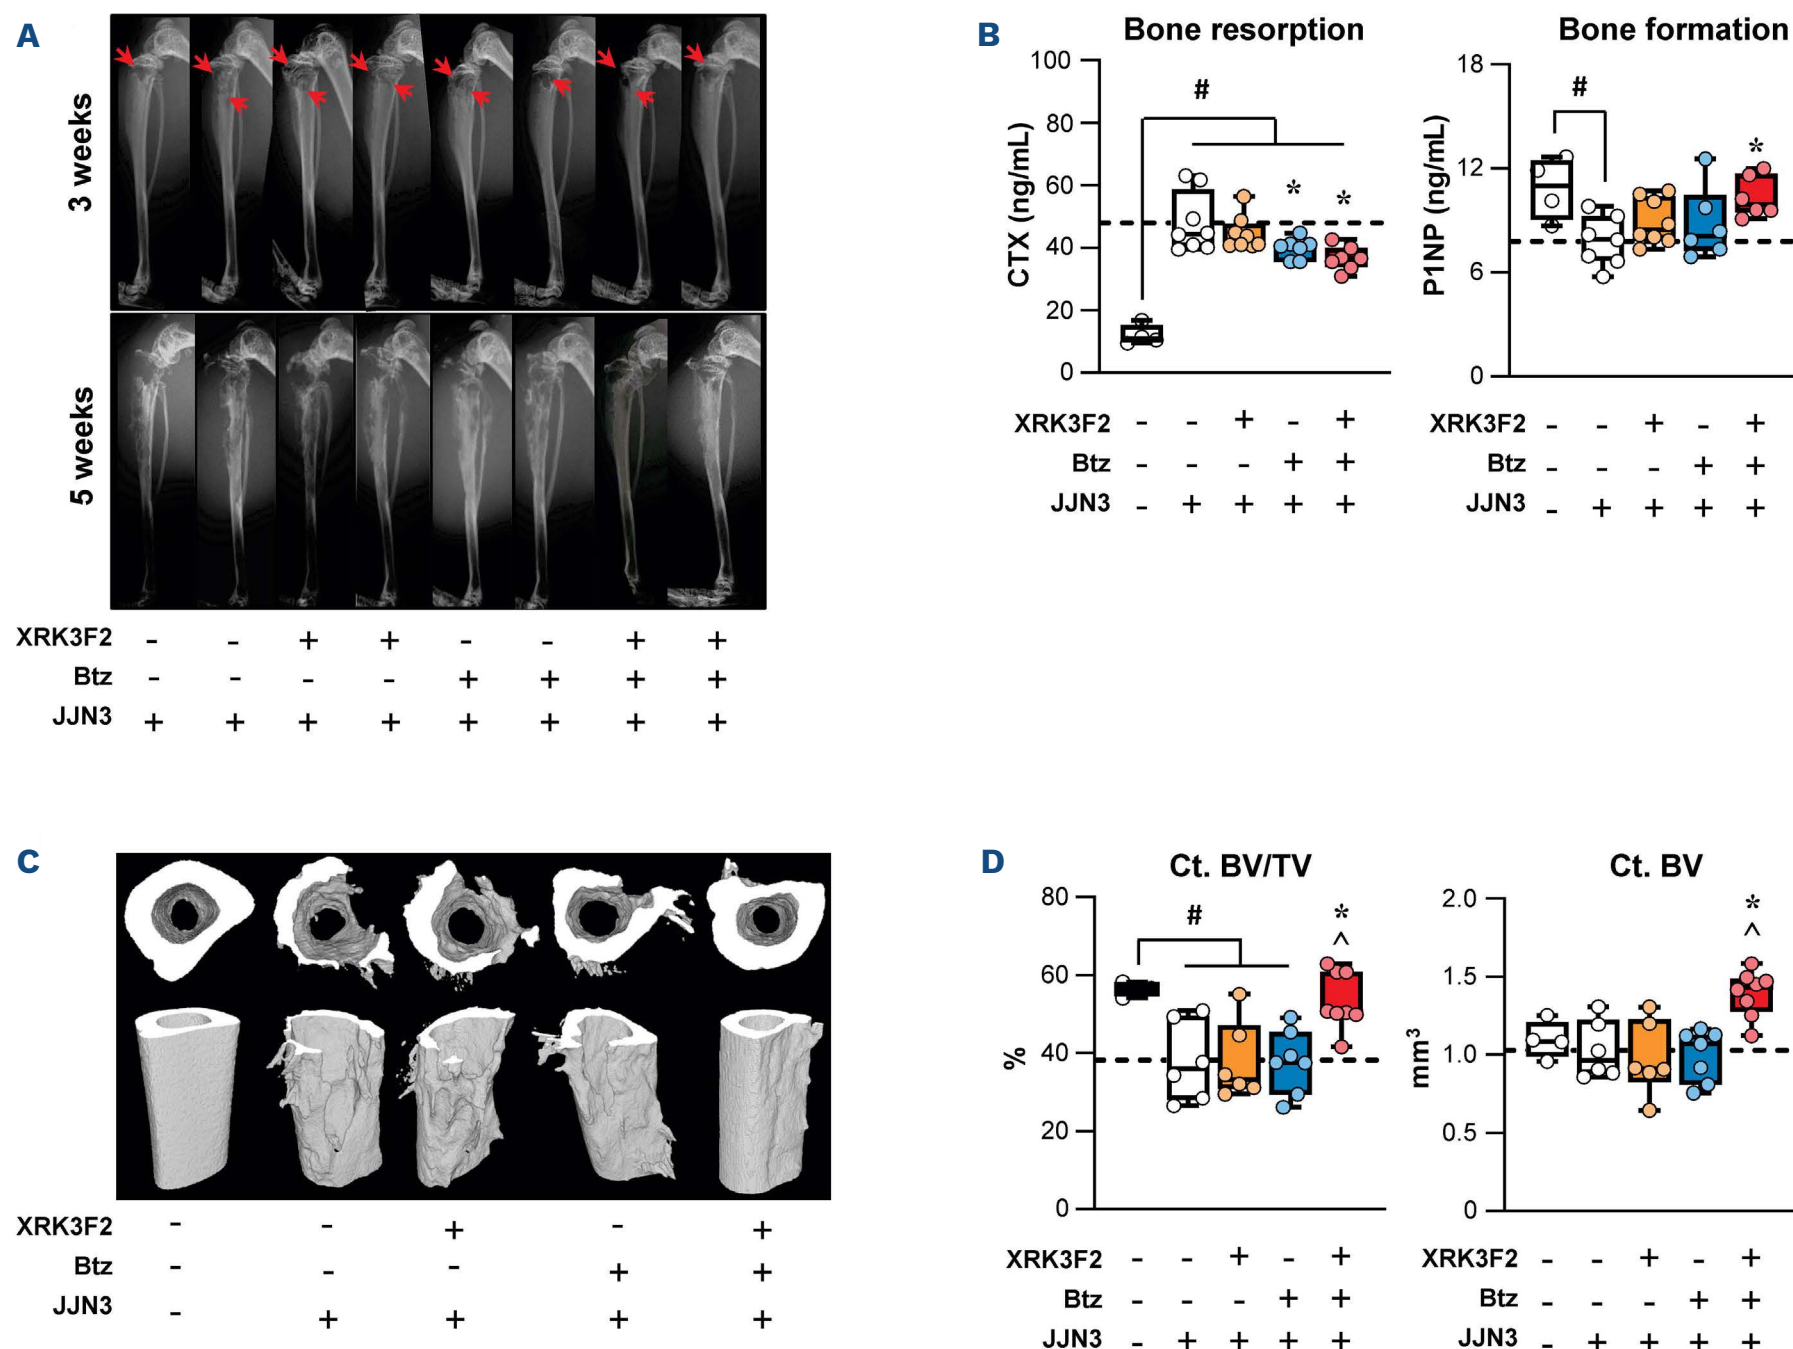 A
3 weeks
5 weeks
XRK3F2 - - + + - - + +
Btz - - - - + + + +
JJN3 + + + + + + + +
B
Bone resorption
CTX (ng/mL)
100
80
60
40
20
0
#
* *
XRK3F2 - - + - +
Btz - - - + +
JJN3 - + + + +
Bone formation
P1NP (ng/mL)
18
12
6
0
#
*
XRK3F2 - - + - +
Btz - - - + +
JJN3 - + + + +
C
XRK3F2 - - + - +
Btz - - - + +
JJN3 - + + + +
D
Ct. BV/TV
%
80
60
40
20
0
#
*
^
XRK3F2 - - + - +
Btz - - - + +
JJN3 - + + + +
Ct. BV
mm³
2.0
1.5
1.0
0.5
0
*
^
XRK3F2 - - + - +
Btz - - - + +
JJN3 - + + + +